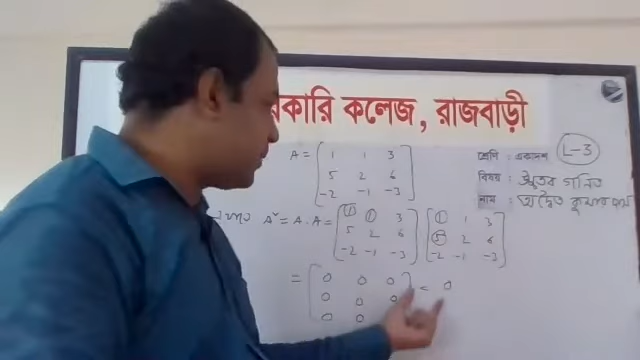 কারি কলেজ, রাজবাড়ী
A = [ 1 1 3
5 2 6
-2 -1 -3 ]
শ্রেণি : একাদশ L-3
বিষয় : উচ্চতর গনিত
নাম : কুমার দাস
A² = A . A = [ 1 1 3 [ 1 1 3
5 2 6 5 2 6
-2 -1 -3 ] -2 -1 -3 ]
= [ 0 0 0 ] = 0
0 0 0
0 0